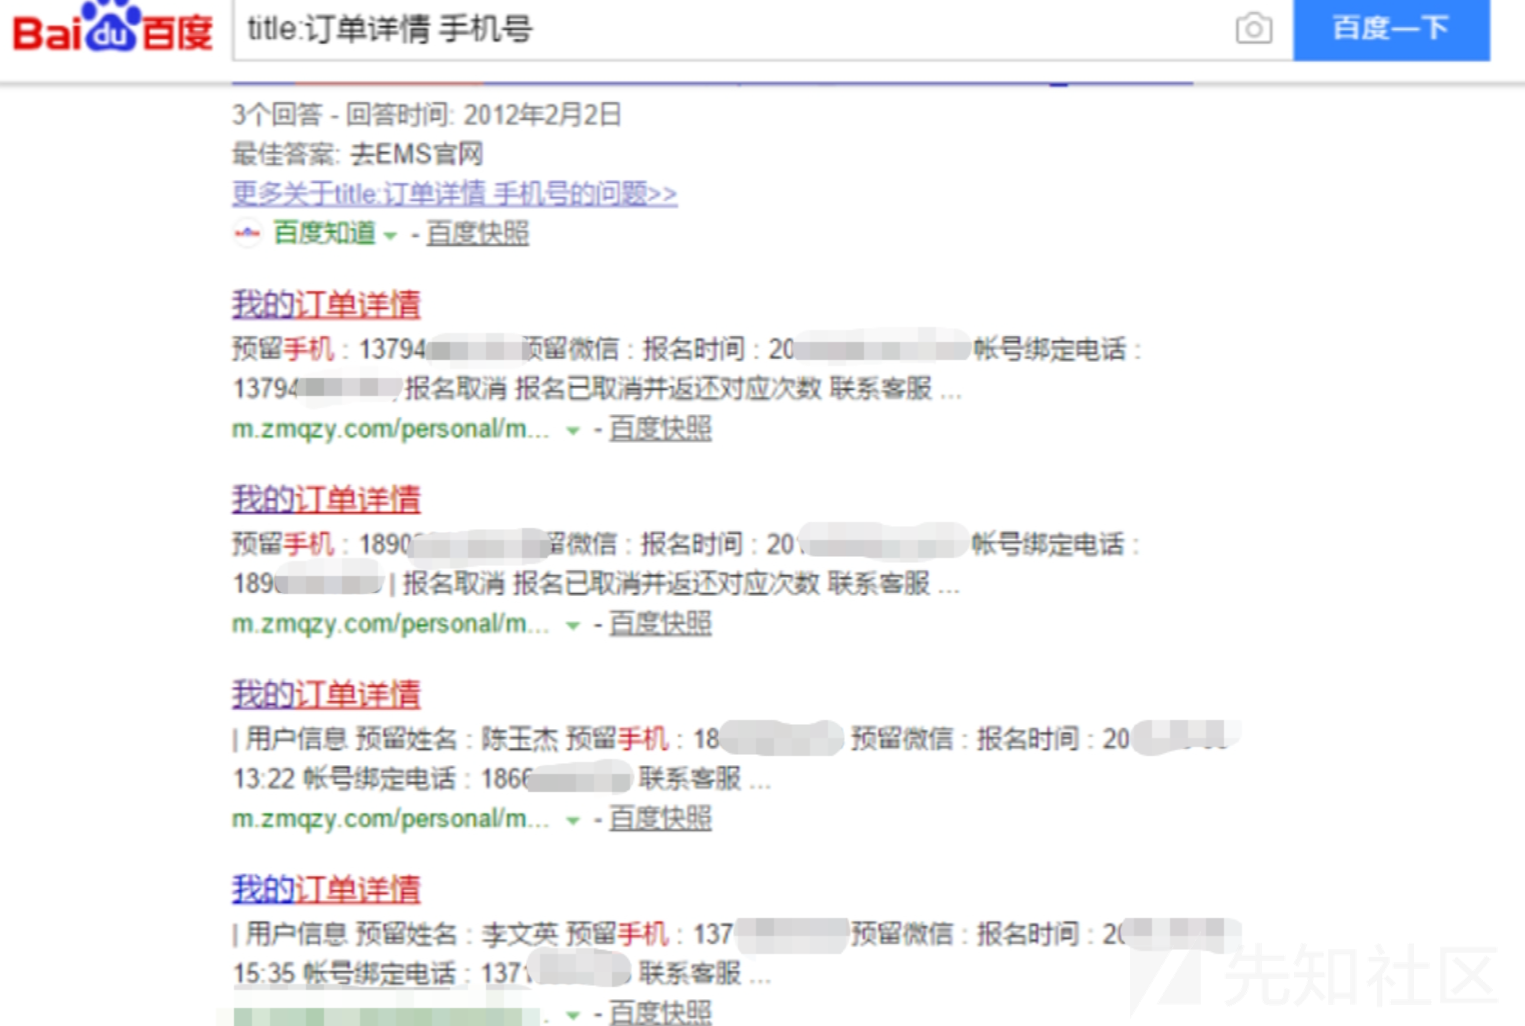 Bai du 百度 title:订单详情 手机号 百度一下
3个回答 - 回答时间: 2012年2月2日
最佳答案: 去EMS官网
更多关于title:订单详情 手机号的问题>>
百度知道 - 百度快照
我的订单详情
预留手机：13794 预留微信：报名时间：20 帐号绑定电话：
13794 报名取消 报名已取消并返还对应次数 联系客服 ...
m.zmqzy.com/personal/m... - 百度快照
我的订单详情
预留手机：1890 留微信：报名时间：20 帐号绑定电话：
189 | 报名取消 报名已取消并返还对应次数 联系客服 ...
m.zmqzy.com/personal/m... - 百度快照
我的订单详情
| 用户信息 预留姓名：陈玉杰 预留手机：18 预留微信：报名时间：20
13:22 帐号绑定电话：1866 联系客服 ...
m.zmqzy.com/personal/m... - 百度快照
我的订单详情
| 用户信息 预留姓名：李文英 预留手机：137 预留微信：报名时间：20
15:35 帐号绑定电话：1371 联系客服 ...
- 百度快照
先知社区